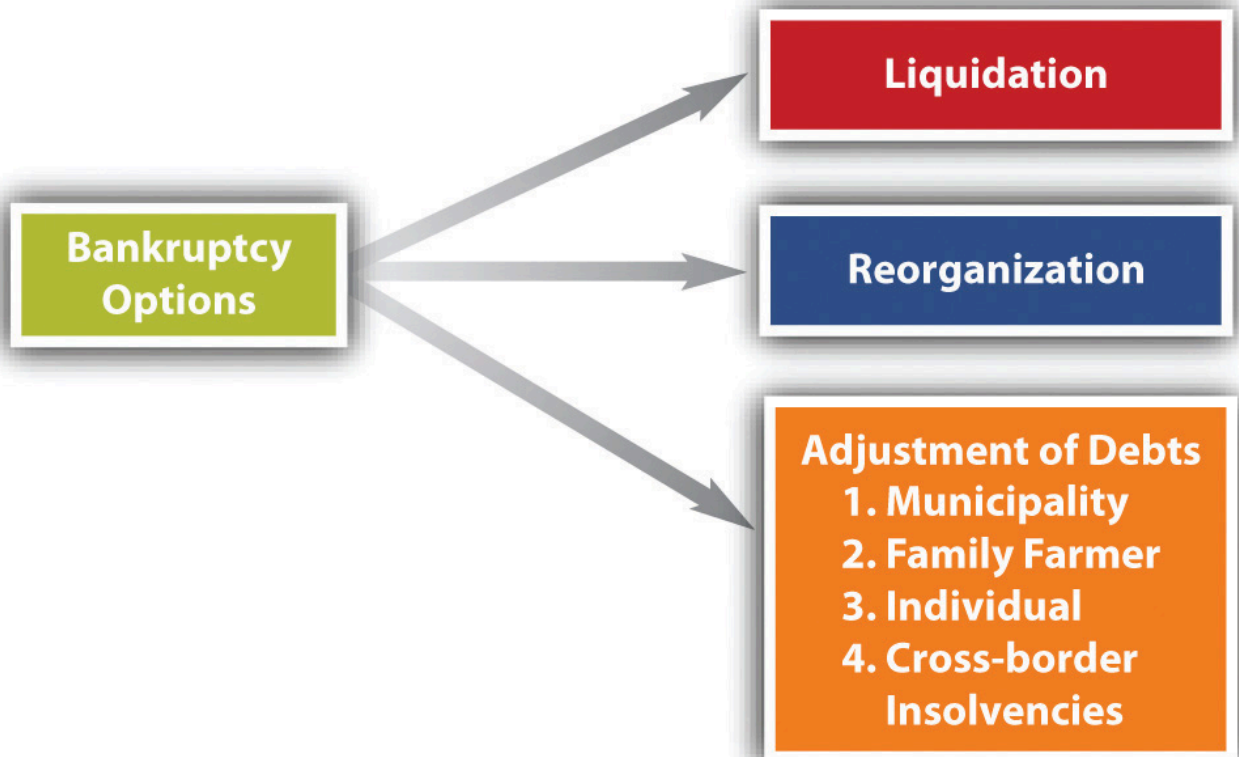 Bankruptcy
Options
Liquidation
Reorganization
Adjustment of Debts
1. Municipality
2. Family Farmer
3. Individual
4. Cross-border
Insolvencies